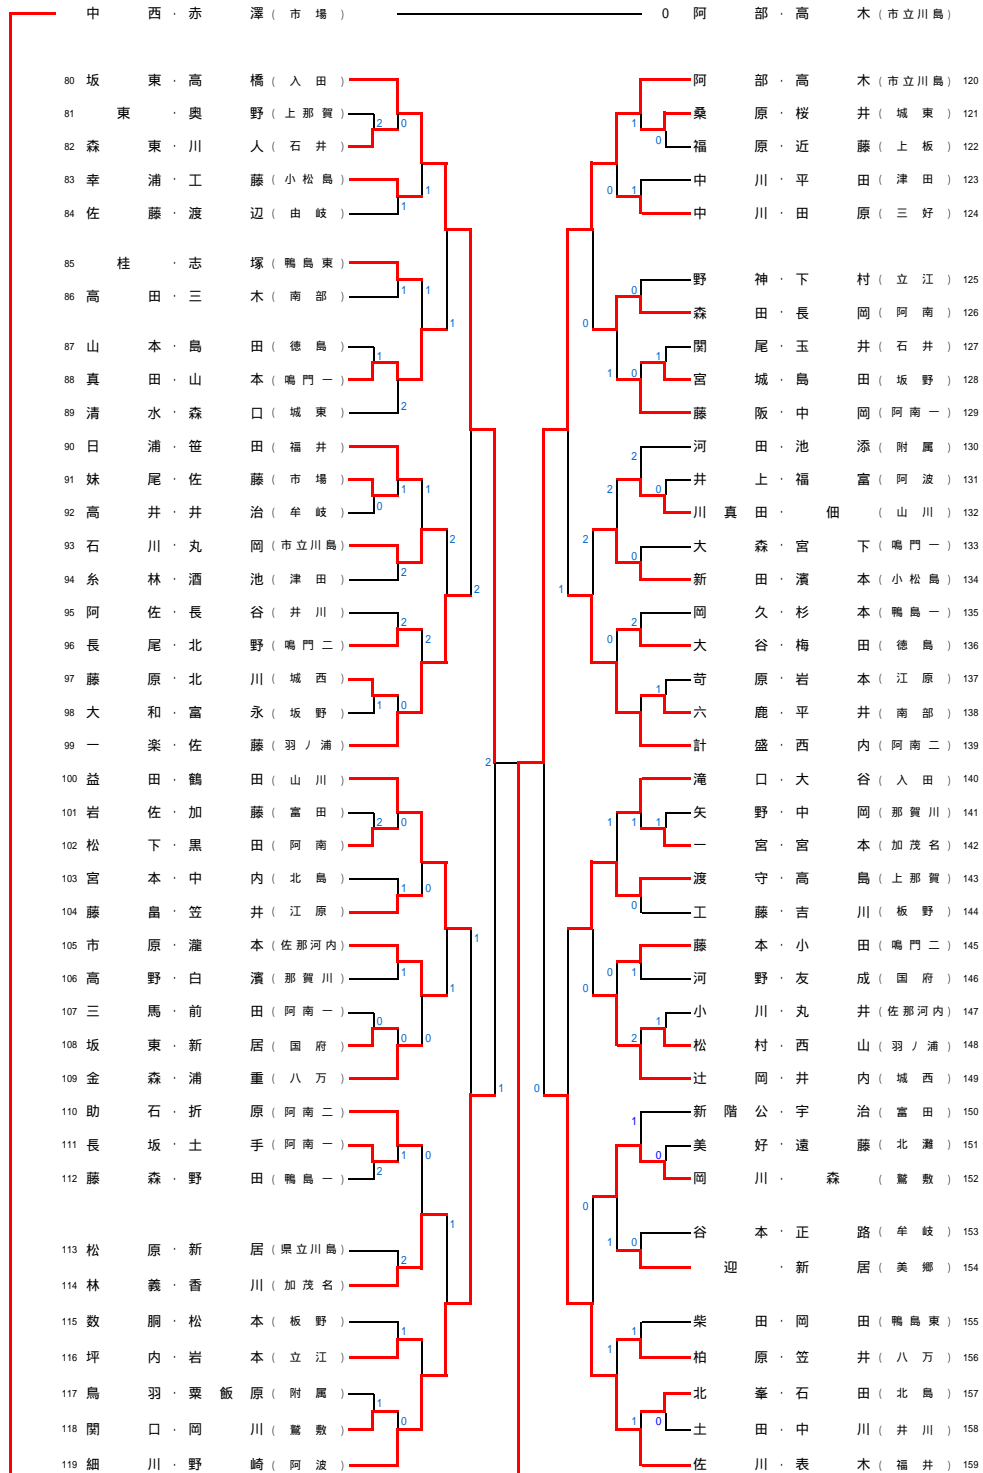 中西・赤澤(市場) 0 阿部・高木(市立川島)
80 坂東・高橋(入田)
81 東・奥野(上那賀)
82 森東・川人(石井)
83 幸浦・工藤(小松島)
84 佐藤・渡辺(由岐)
85 桂・志塚(鴨島東)
86 高田・三木(南部)
87 山本・島田(徳島)
88 真田・山本(鳴門一)
89 清水・森口(城東)
90 日浦・笹田(福井)
91 妹尾・佐藤(市場)
92 高井・井治(牟岐)
93 石川・丸岡(市立川島)
94 糸林・酒池(津田)
95 阿佐・長谷(井川)
96 長尾・北野(鳴門二)
97 藤原・北川(城西)
98 大和・富永(坂野)
99 一楽・佐藤(羽ノ浦)
100 益田・鶴田(山川)
101 岩佐・加藤(富田)
102 松下・黒田(阿南)
103 宮本・中内(北島)
104 藤畠・笠井(江原)
105 市原・瀧本(佐那河内)
106 高野・白濱(那賀川)
107 三馬・前田(阿南一)
108 坂東・新居(国府)
109 金森・浦重(八万)
110 助石・折原(阿南二)
111 長坂・土手(阿南一)
112 藤森・野田(鴨島一)
113 松原・新居(県立川島)
114 林義・香川(加茂名)
115 数胴・松本(板野)
116 坪内・岩本(立江)
117 鳥羽・粟飯原(附属)
118 関口・岡川(鷲敷)
119 細川・野崎(阿波)
阿部・高木(市立川島) 120
桑原・桜井(城東) 121
福原・近藤(上板) 122
中川・平田(津田) 123
中川・田原(三好) 124
野神・下村(立江) 125
森田・長岡(阿南) 126
関尾・玉井(石井) 127
宮城・島田(坂野) 128
藤阪・中岡(阿南一) 129
河田・池添(附属) 130
井上・福富(阿波) 131
川真田・佃(山川) 132
大森・宮下(鳴門一) 133
新田・濱本(小松島) 134
岡久・杉本(鴨島一) 135
大谷・梅田(徳島) 136
苛原・岩本(江原) 137
六鹿・平井(南部) 138
計盛・西内(阿南二) 139
滝口・大谷(入田) 140
矢野・中岡(那賀川) 141
一宮・宮本(加茂名) 142
渡守・高島(上那賀) 143
工藤・吉川(板野) 144
藤本・小田(鳴門二) 145
河野・友成(国府) 146
小川・丸井(佐那河内) 147
松村・西山(羽ノ浦) 148
辻岡・井内(城西) 149
新階公・宇治(富田) 150
美好・遠藤(北灘) 151
岡川・森(鷲敷) 152
谷本・正路(牟岐) 153
迎・新居(美郷) 154
柴田・岡田(鴨島東) 155
柏原・笠井(八万) 156
北峯・石田(北島) 157
土田・中川(井川) 158
佐川・表木(福井) 159